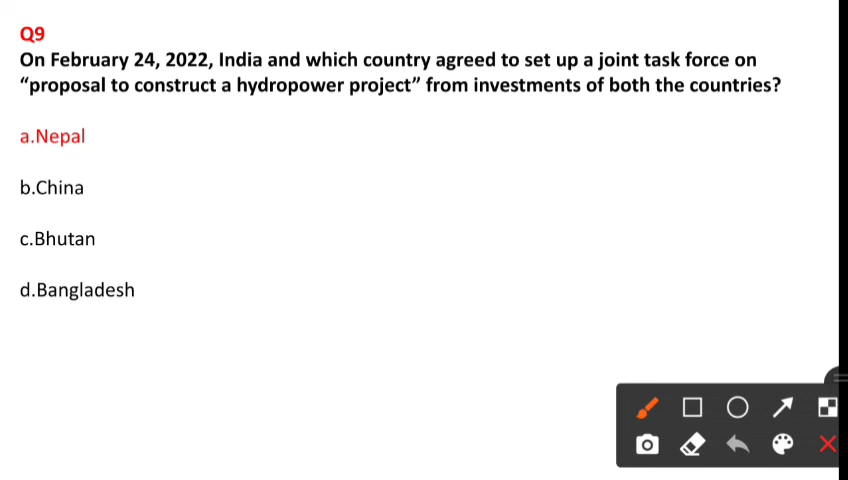 Q9
On February 24, 2022, India and which country agreed to set up a joint task force on
“proposal to construct a hydropower project” from investments of both the countries?
a.Nepal
b.China
c.Bhutan
d.Bangladesh